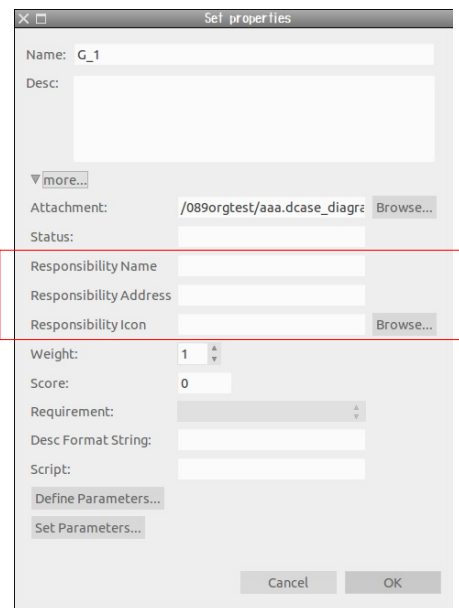 Set properties
Name: G_1
Desc:
more...
Attachment: /089orgtest/aaa.dcase_diagra Browse...
Status:
Responsibility Name
Responsibility Address
Responsibility Icon Browse...
Weight: 1
Score: 0
Requirement:
Desc Format String:
Script:
Define Parameters...
Set Parameters...
Cancel OK